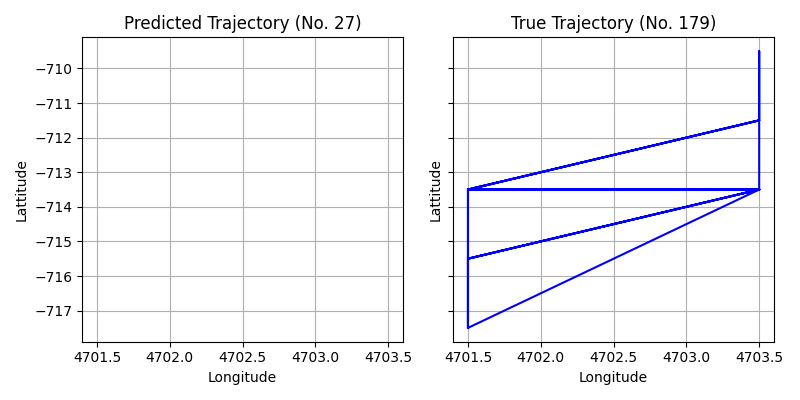 Predicted Trajectory (No. 27)
True Trajectory (No. 179)
−710
−711
−712
−713
−714
−715
−716
−717
Lattitude
Lattitude
4701.5 4702.0 4702.5 4703.0 4703.5
4701.5 4702.0 4702.5 4703.0 4703.5
Longitude
Longitude